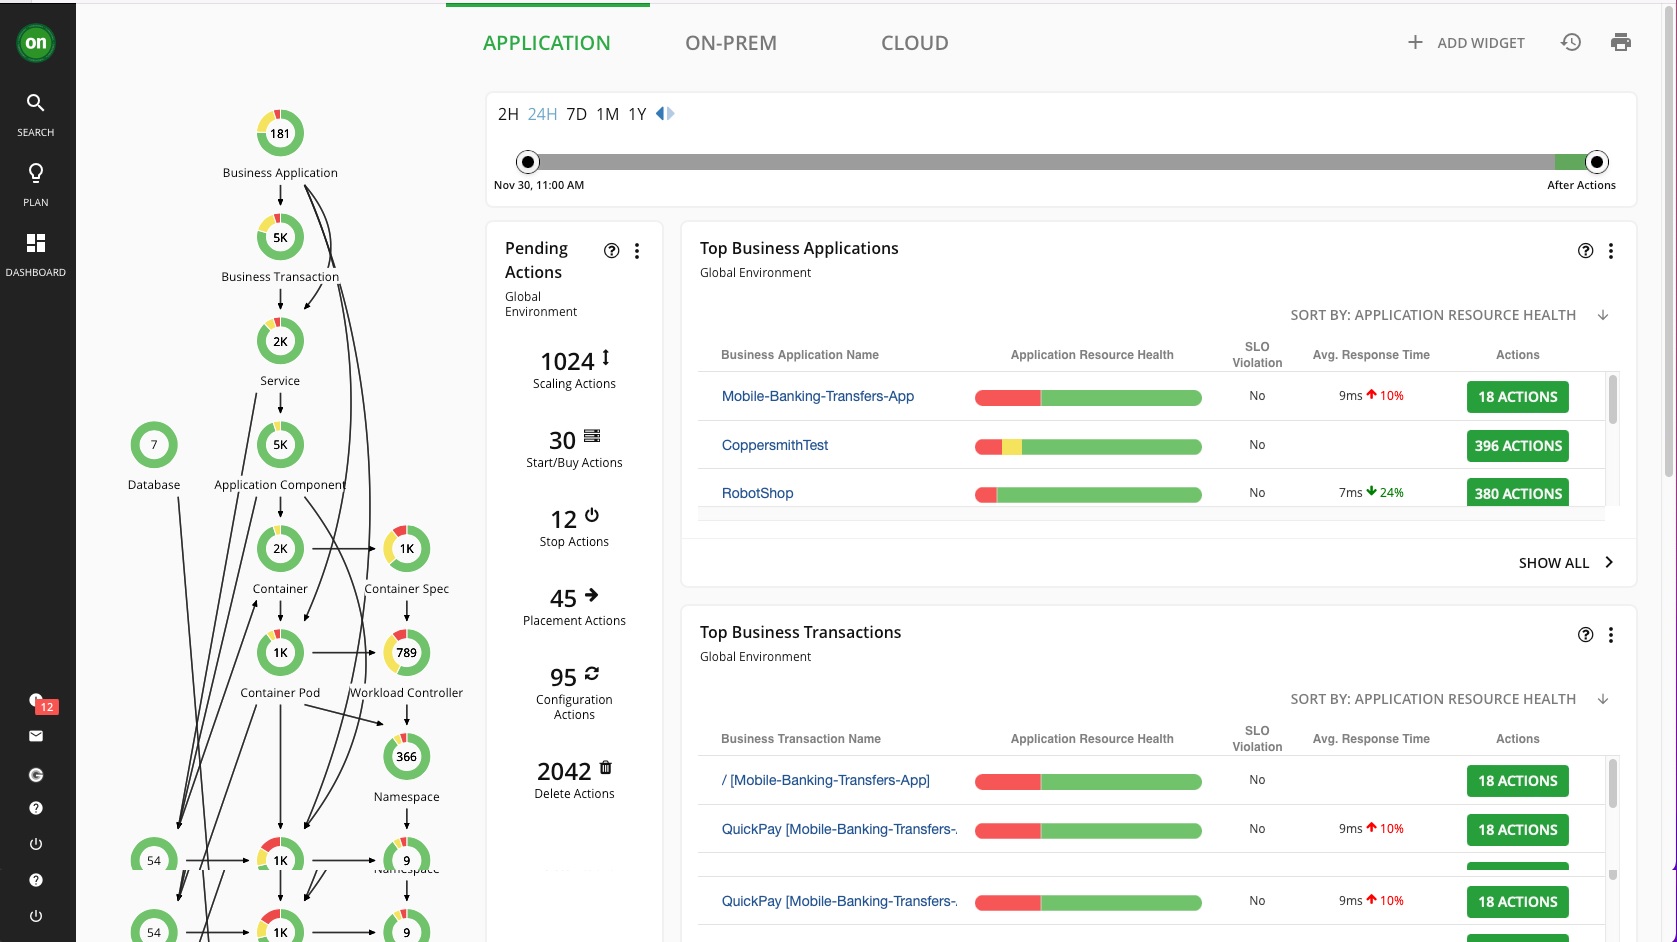 on
SEARCH
PLAN
DASHBOARD
12
181
Business Application
5K
Business Transaction
2K
Service
7
Database
5K
Application Component
2K
Container
1K
Container Spec
1K
Container Pod
789
Workload Controller
366
Namespace
54
1K
9
Namespace
54
1K
9
APPLICATION
ON-PREM
CLOUD
ADD WIDGET
2H 24H 7D 1M 1Y
Nov 30, 11:00 AM
After Actions
Pending
Actions
Global
Environment
1024
Scaling Actions
30
Start/Buy Actions
12
Stop Actions
45
Placement Actions
95
Configuration
Actions
2042
Delete Actions
Top Business Applications
Global Environment
SORT BY: APPLICATION RESOURCE HEALTH
Business Application Name Application Resource Health SLO Violation Avg. Response Time Actions
Mobile-Banking-Transfers-App No 9ms 10% 18 ACTIONS
CoppersmithTest No 396 ACTIONS
RobotShop No 7ms 24% 380 ACTIONS
SHOW ALL
Top Business Transactions
Global Environment
SORT BY: APPLICATION RESOURCE HEALTH
Business Transaction Name Application Resource Health SLO Violation Avg. Response Time Actions
/ [Mobile-Banking-Transfers-App] No 18 ACTIONS
QuickPay [Mobile-Banking-Transfers-. No 9ms 10% 18 ACTIONS
QuickPay [Mobile-Banking-Transfers-. No 9ms 10% 18 ACTIONS